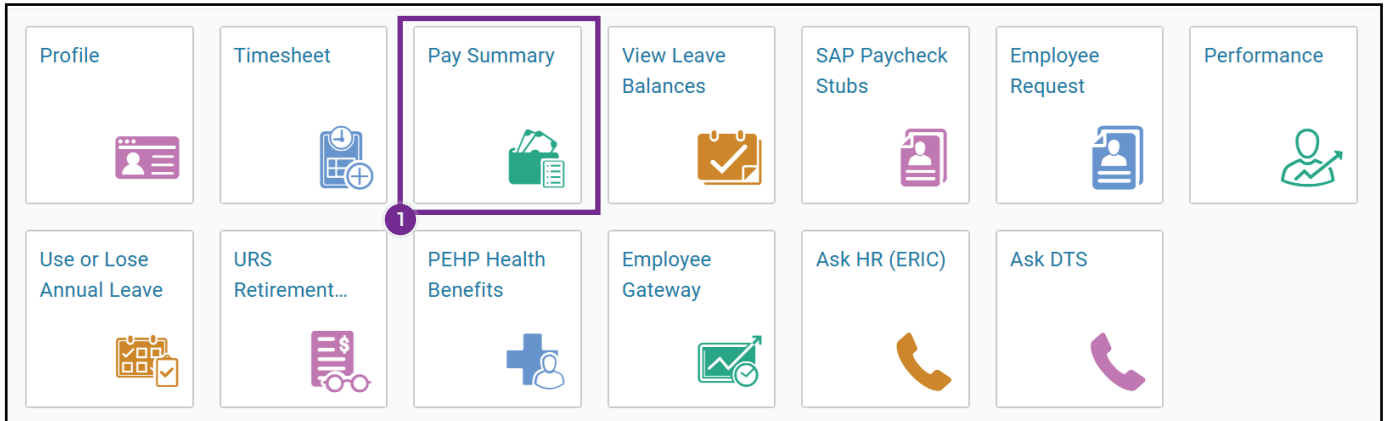 Profile
Timesheet
Pay Summary
View Leave
Balances
SAP Paycheck
Stubs
Employee
Request
Performance
1
Use or Lose
Annual Leave
URS
Retirement...
PEHP Health
Benefits
Employee
Gateway
Ask HR (ERIC)
Ask DTS
$